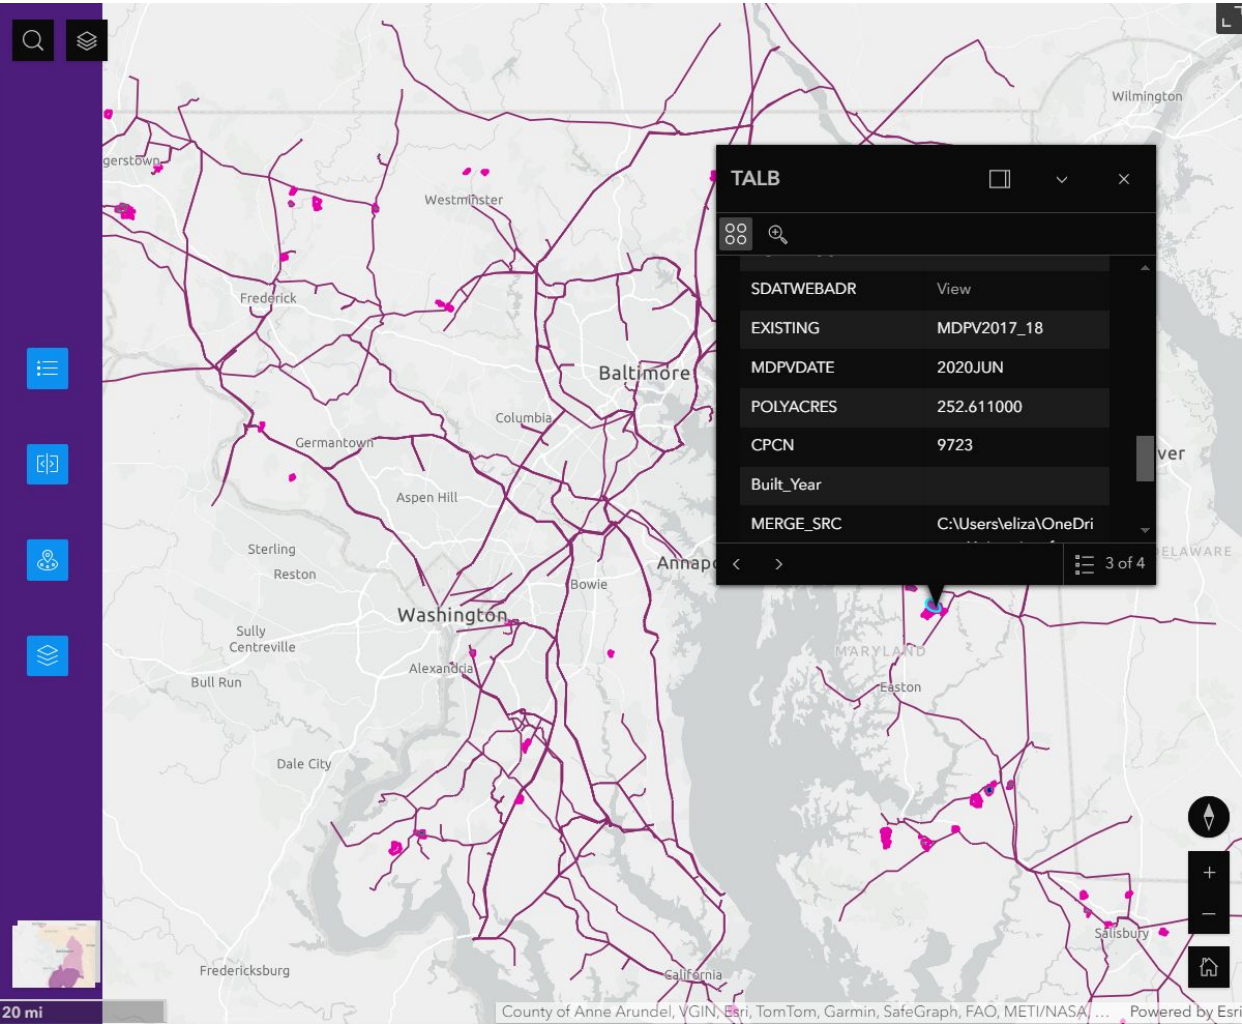 Wilmington
gerstown
TALB
Westminster
SDATWEBADR View
Frederick
EXISTING MDPV2017_18
MDPVDATE 2020JUN
Baltimore
POLYACRES 252.611000
Columbia
Germantown
CPCN 9723
ver
Built_Year
Aspen Hill
MERGE_SRC C:\Users\eliza\OneDri
Sterling
DELAWARE
Annapo
3 of 4
Reston
Bowie
Washington
Sully
Centreville
MARYLAND
Alexandria
Bull Run
Easton
Dale City
Salisbury
Fredericksburg
California
20 mi
County of Anne Arundel, VGIN, Esri, TomTom, Garmin, SafeGraph, FAO, METI/NASA, ... Powered by Esri